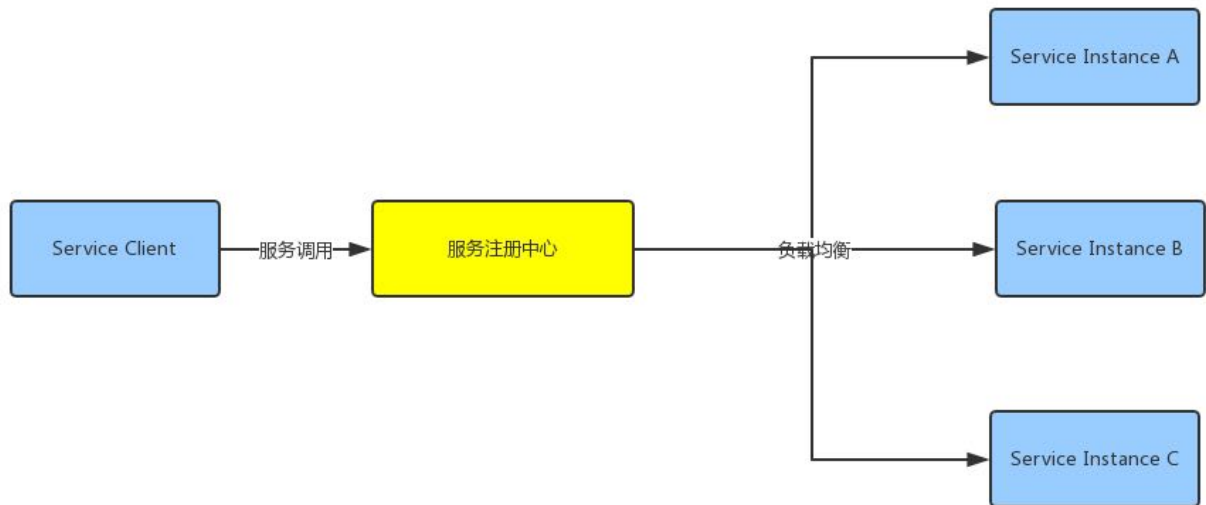 Service Instance A
Service Client
服务调用
服务注册中心
负载均衡
Service Instance B
Service Instance C